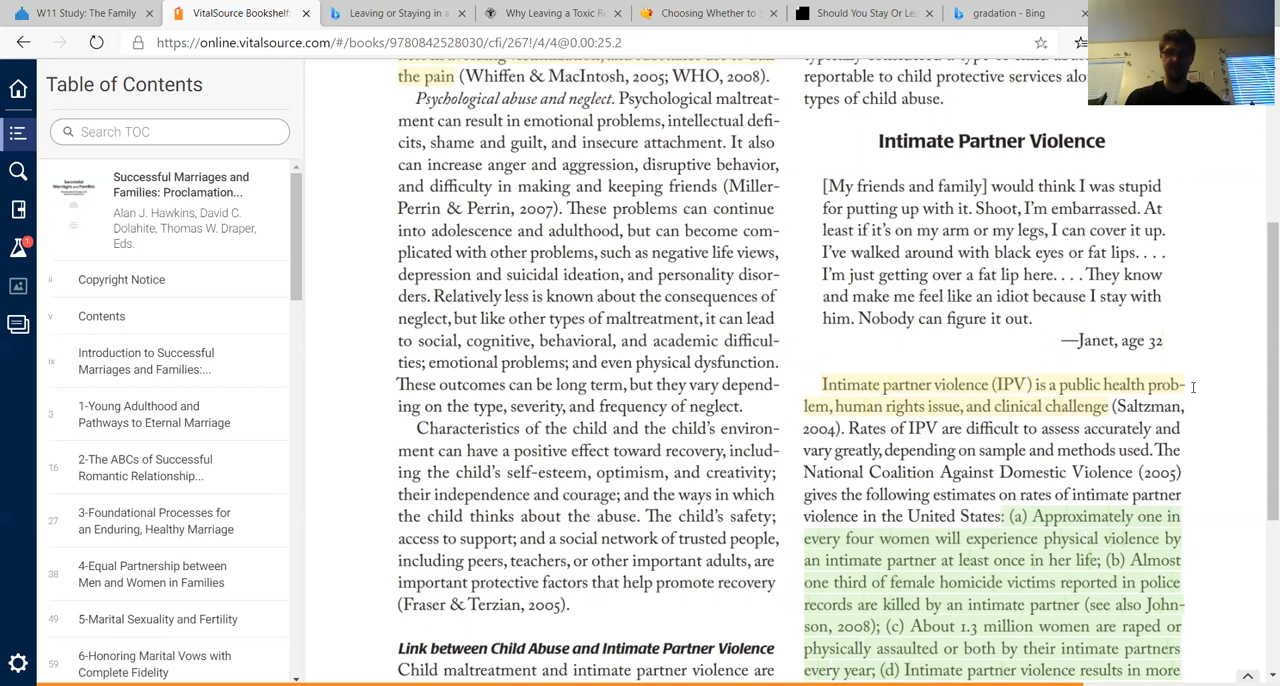 W11 Study: The Family
VitalSource Bookshelf:
Leaving or Staying in a
Why Leaving a Toxic R
Choosing Whether to
Should You Stay Or Le
gradation - Bing
https://online.vitalsource.com/#/books/9780842528030/cfi/267!/4/4@0.00:25.2
Table of Contents
Search TOC
Successful Marriages and
Families: Proclamation...
Alan J. Hawkins, David C.
Dolahite, Thomas W. Draper,
Eds.
ii Copyright Notice
v Contents
ix Introduction to Successful
Marriages and Families:...
3 1-Young Adulthood and
Pathways to Eternal Marriage
16 2-The ABCs of Successful
Romantic Relationship...
27 3-Foundational Processes for
an Enduring, Healthy Marriage
38 4-Equal Partnership between
Men and Women in Families
49 5-Marital Sexuality and Fertility
59 6-Honoring Marital Vows with
Complete Fidelity
1
the pain (Whiffen & MacIntosh, 2005; WHO, 2008).
Psychological abuse and neglect. Psychological maltreat-
ment can result in emotional problems, intellectual defi-
cits, shame and guilt, and insecure attachment. It also
can increase anger and aggression, disruptive behavior,
and difficulty in making and keeping friends (Miller-
Perrin & Perrin, 2007). These problems can continue
into adolescence and adulthood, but can become com-
plicated with other problems, such as negative life views,
depression and suicidal ideation, and personality disor-
ders. Relatively less is known about the consequences of
neglect, but like other types of maltreatment, it can lead
to social, cognitive, behavioral, and academic difficul-
ties; emotional problems; and even physical dysfunction.
These outcomes can be long term, but they vary depend-
ing on the type, severity, and frequency of neglect.
Characteristics of the child and the child's environ-
ment can have a positive effect toward recovery, includ-
ing the child's self-esteem, optimism, and creativity;
their independence and courage; and the ways in which
the child thinks about the abuse. The child's safety;
access to support; and a social network of trusted people,
including peers, teachers, or other important adults, are
important protective factors that help promote recovery
(Fraser & Terzian, 2005).
Link between Child Abuse and Intimate Partner Violence
Child maltreatment and intimate partner violence are
reportable to child protective services alo
types of child abuse.
Intimate Partner Violence
[My friends and family] would think I was stupid
for putting up with it. Shoot, I'm embarrassed. At
least if it's on my arm or my legs, I can cover it up.
I've walked around with black eyes or fat lips. . . .
I'm just getting over a fat lip here. . . . They know
and make me feel like an idiot because I stay with
him. Nobody can figure it out.
—Janet, age 32
Intimate partner violence (IPV) is a public health prob-
lem, human rights issue, and clinical challenge (Saltzman,
2004). Rates of IPV are difficult to assess accurately and
vary greatly, depending on sample and methods used. The
National Coalition Against Domestic Violence (2005)
gives the following estimates on rates of intimate partner
violence in the United States: (a) Approximately one in
every four women will experience physical violence by
an intimate partner at least once in her life; (b) Almost
one third of female homicide victims reported in police
records are killed by an intimate partner (see also John-
son, 2008); (c) About 1.3 million women are raped or
physically assaulted or both by their intimate partners
every year; (d) Intimate partner violence results in more